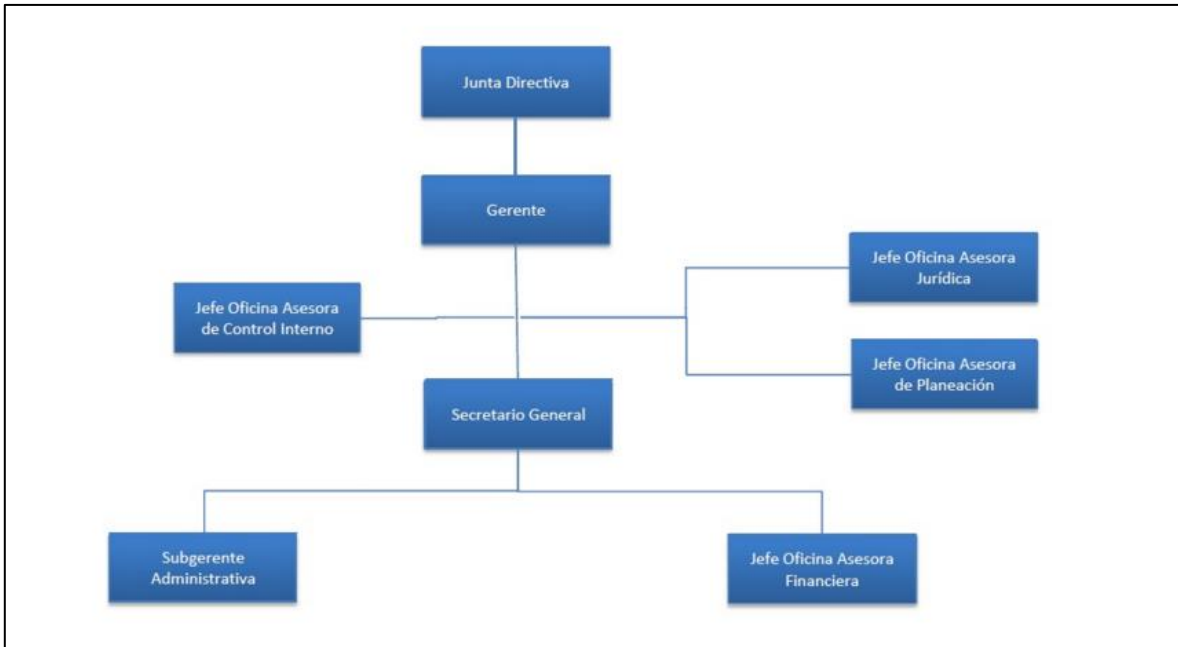 Junta Directiva
Gerente
Jefe Oficina Asesora
Jurídica
Jefe Oficina Asesora
de Control Interno
Jefe Oficina Asesora
de Planeación
Secretario General
Subgerente
Administrativa
Jefe Oficina Asesora
Financiera